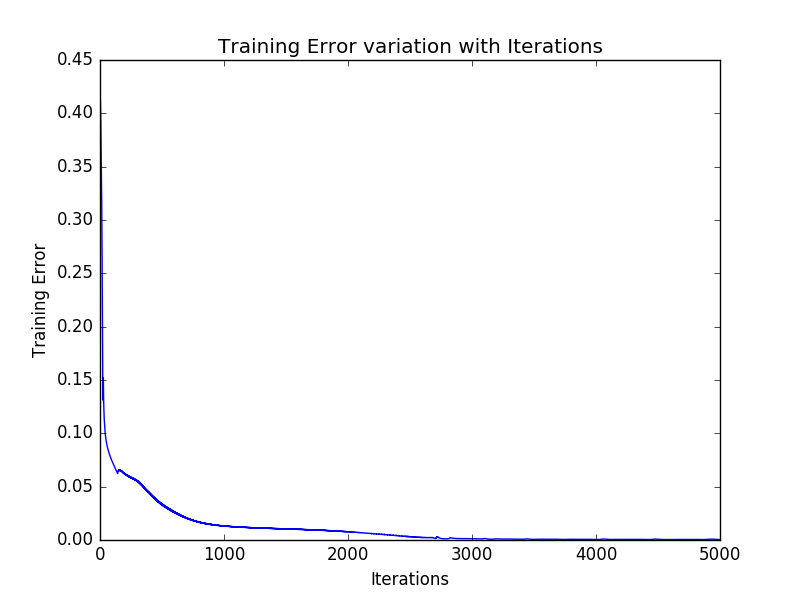 Training Error variation with Iterations
0.45
0.40
0.35
0.30
0.25
0.20
0.15
0.10
0.05
0.00
Training Error
0 1000 2000 3000 4000 5000
Iterations